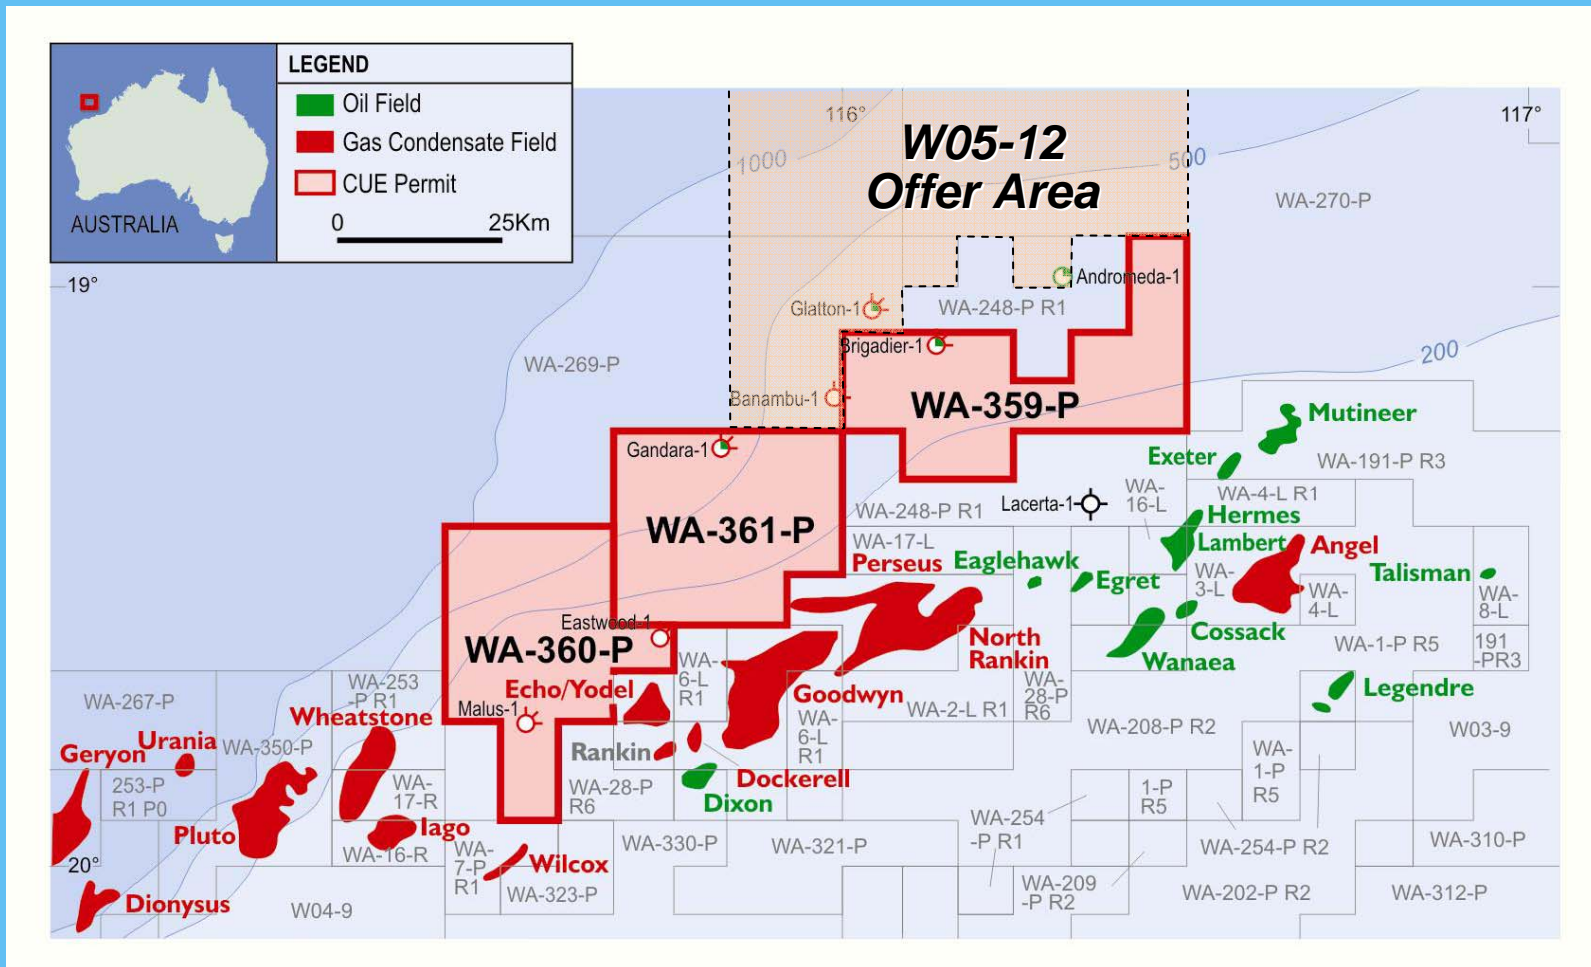 LEGEND
Oil Field
Gas Condensate Field
CUE Permit
0 25Km
AUSTRALIA
116°
117°
W05-12
Offer Area
1000
500
WA-270-P
19°
Andromeda-1
Glatton-1
WA-248-P R1
Brigadier-1
200
WA-269-P
Banambu-1
WA-359-P
Mutineer
Gandara-1
Exeter
WA-191-P R3
WA-
16-L
WA-4-L R1
Lacerta-1
WA-248-P R1
Hermes
WA-361-P
WA-17-L
Lambert
Angel
Perseus
Eaglehawk
Egret
WA-
3-L
Talisman
WA-
4-L
WA-
8-L
Eastwood-1
Cossack
North
Rankin
WA-360-P
Wanaea
WA-1-P R5
191
-PR3
WA-
6-L
R1
WA-267-P
WA-253
-P R1
Echo/Yodel
Goodwyn
WA-
28-P
R6
Legendre
Malus-1
WA-2-L R1
Wheatstone
WA-
6-L
R1
WA-208-P R2
W03-9
Geryon
Urania
WA-350-P
Rankin
WA-
1-P
R5
253-P
R1 P0
WA-
17-R
WA-28-P
R6
Dockerell
1-P
R5
Dixon
Pluto
Iago
WA-254
-P R1
WA-16-R
WA-
7-P
R1
WA-330-P
WA-321-P
WA-254-P R2
WA-310-P
20°
Wilcox
WA-323-P
WA-209
-P R2
WA-202-P R2
WA-312-P
Dionysus
W04-9